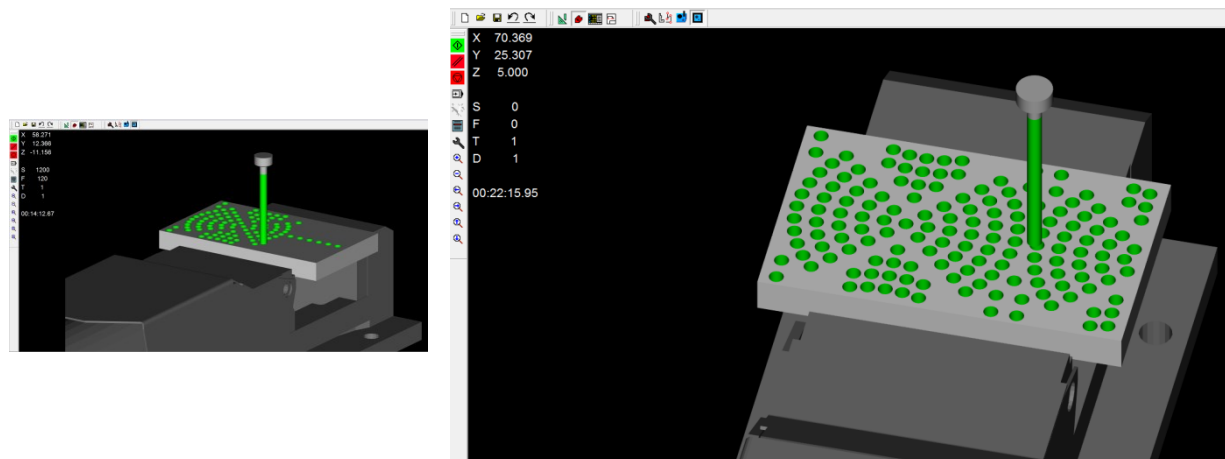 X 58.271
Y 12.366
Z -11.156
S 1200
F 120
T 1
D 1
00:14:12.67
X 70.369
Y 25.307
Z 5.000
S 0
F 0
T 1
D 1
00:22:15.95